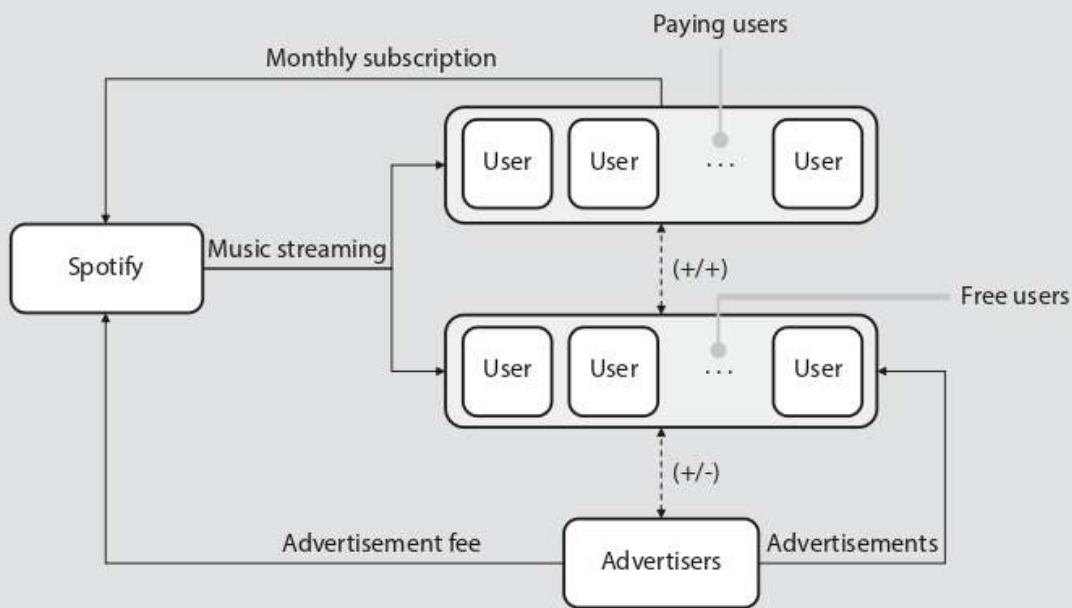 Paying users
Monthly subscription
User User ... User
Music streaming
Spotify
(+/+)
Free users
User User ... User
(+/-)
Advertisement fee
Advertisers
Advertisements